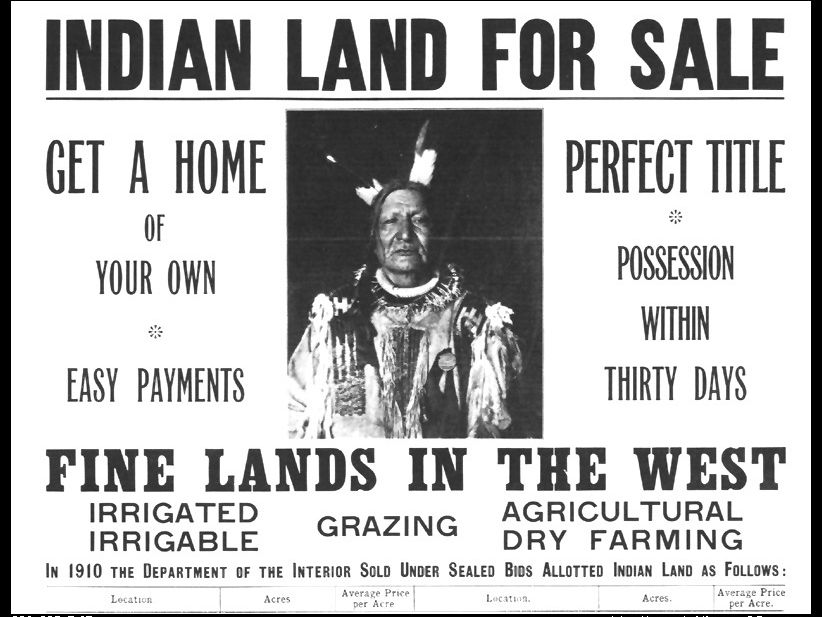 INDIAN LAND FOR SALE
GET A HOME
OF
YOUR OWN
EASY PAYMENTS
PERFECT TITLE
POSSESSION
WITHIN
THIRTY DAYS
FINE LANDS IN THE WEST
IRRIGATED
IRRIGABLE
GRAZING
AGRICULTURAL
DRY FARMING
IN 1910 THE DEPARTMENT OF THE INTERIOR SOLD UNDER SEALED BIDS ALLOTTED INDIAN LAND AS FOLLOWS:
Location
Acres
Average Price
per Acre
Location.
Acres.
Average Price
per Acre.